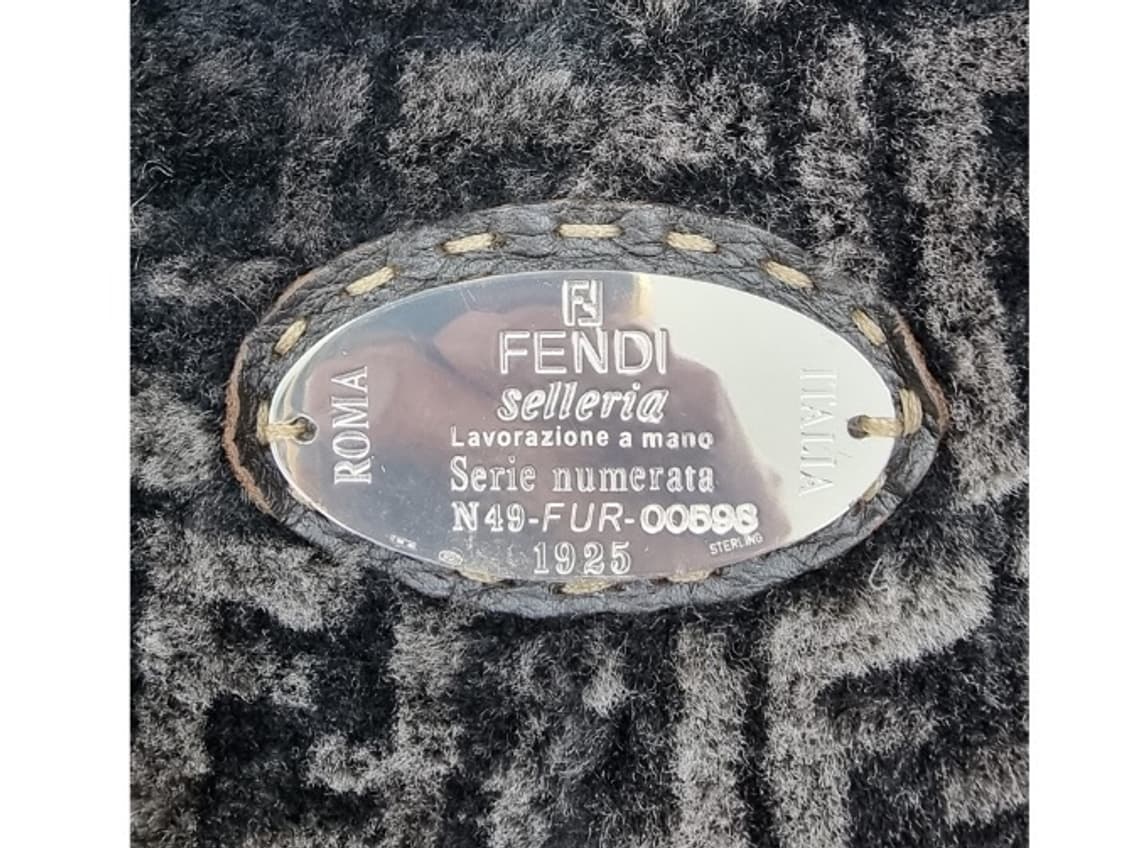 FENDI
selleria
Lavorazione a mano
Serie numerata
N49-FUR-00598
1925
STERLING
ROMA
ITALIA